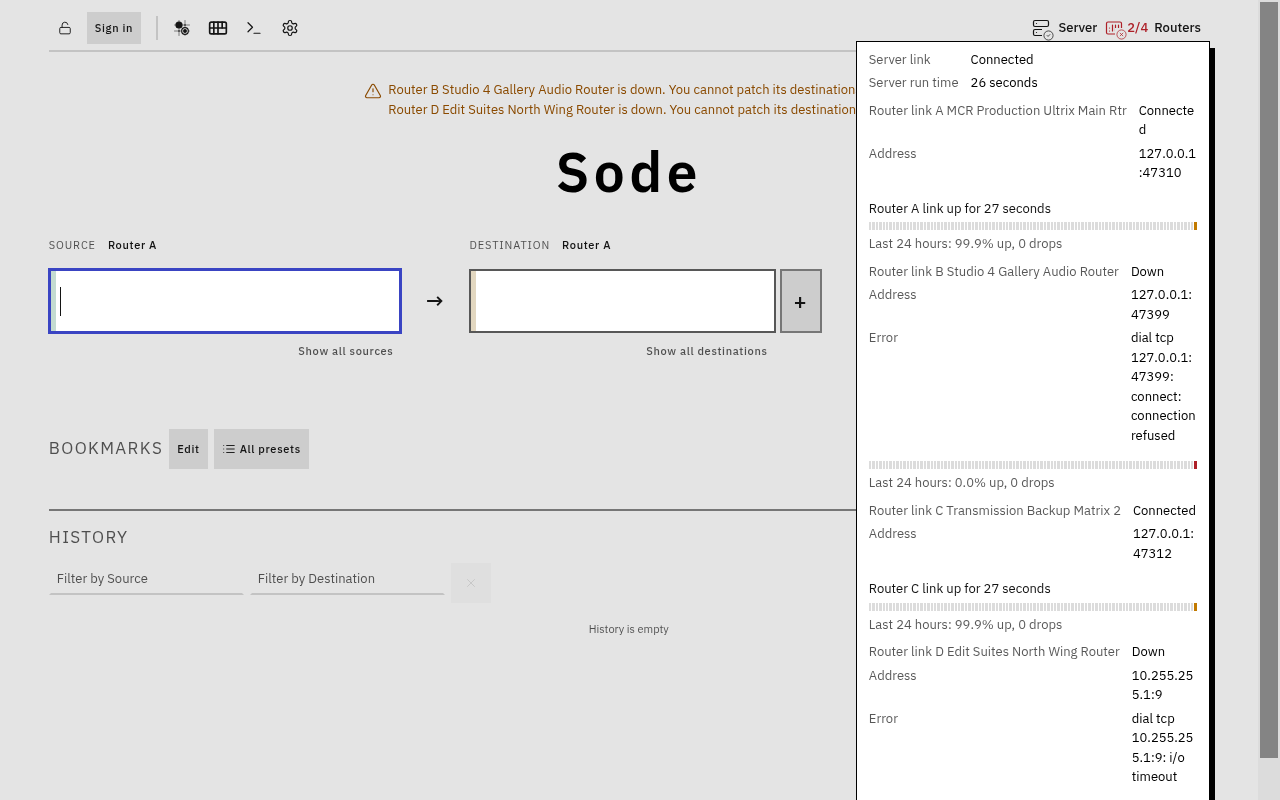 Sign in
Server
2/4 Routers
Router B Studio 4 Gallery Audio Router is down. You cannot patch its destination
Router D Edit Suites North Wing Router is down. You cannot patch its destination
Sode
SOURCE Router A
DESTINATION Router A
→
+
Show all sources
Show all destinations
BOOKMARKS
Edit
All presets
HISTORY
Filter by Source
Filter by Destination
×
History is empty
Server link Connected
Server run time 26 seconds
Router link A MCR Production Ultrix Main Rtr Connecte
d
Address 127.0.0.1
:47310
Router A link up for 27 seconds
Last 24 hours: 99.9% up, 0 drops
Router link B Studio 4 Gallery Audio Router Down
Address 127.0.0.1:
47399
Error dial tcp
127.0.0.1:
47399:
connect:
connection
refused
Last 24 hours: 0.0% up, 0 drops
Router link C Transmission Backup Matrix 2 Connected
Address 127.0.0.1:
47312
Router C link up for 27 seconds
Last 24 hours: 99.9% up, 0 drops
Router link D Edit Suites North Wing Router Down
Address 10.255.25
5.1:9
Error dial tcp
10.255.25
5.1:9: i/o
timeout